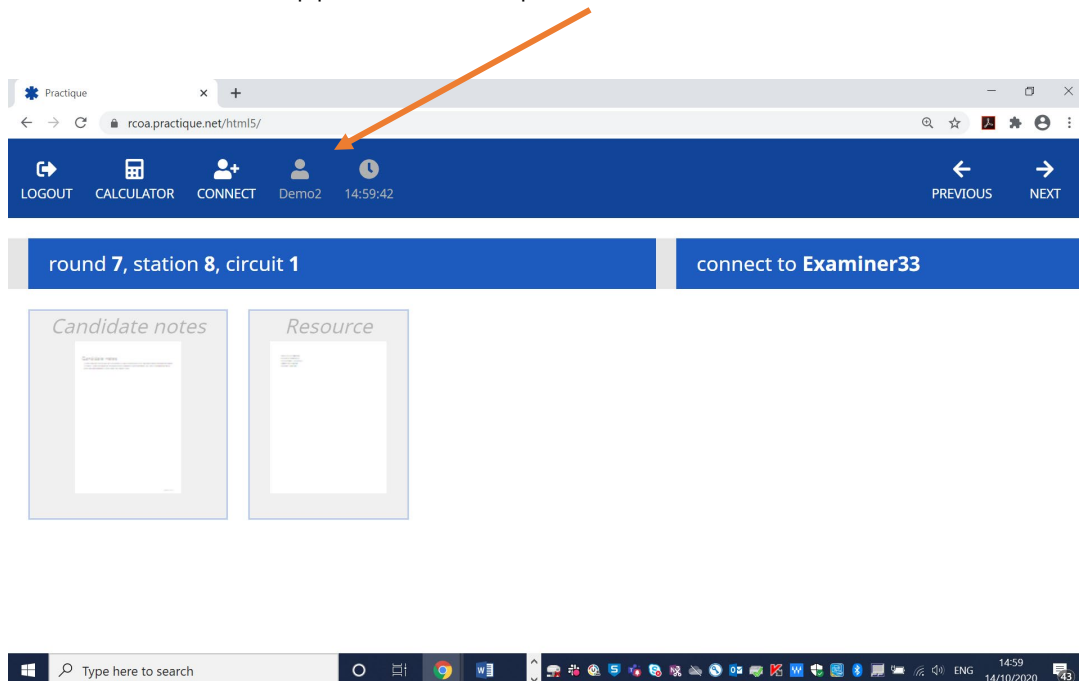 Practique
rcoa.practique.net/html5/
LOGOUT CALCULATOR CONNECT Demo2 14:59:42 PREVIOUS NEXT
round 7, station 8, circuit 1 connect to Examiner33
Candidate notes Resource
Candidate notes
Type here to search ENG 14:59
14/10/2020 43